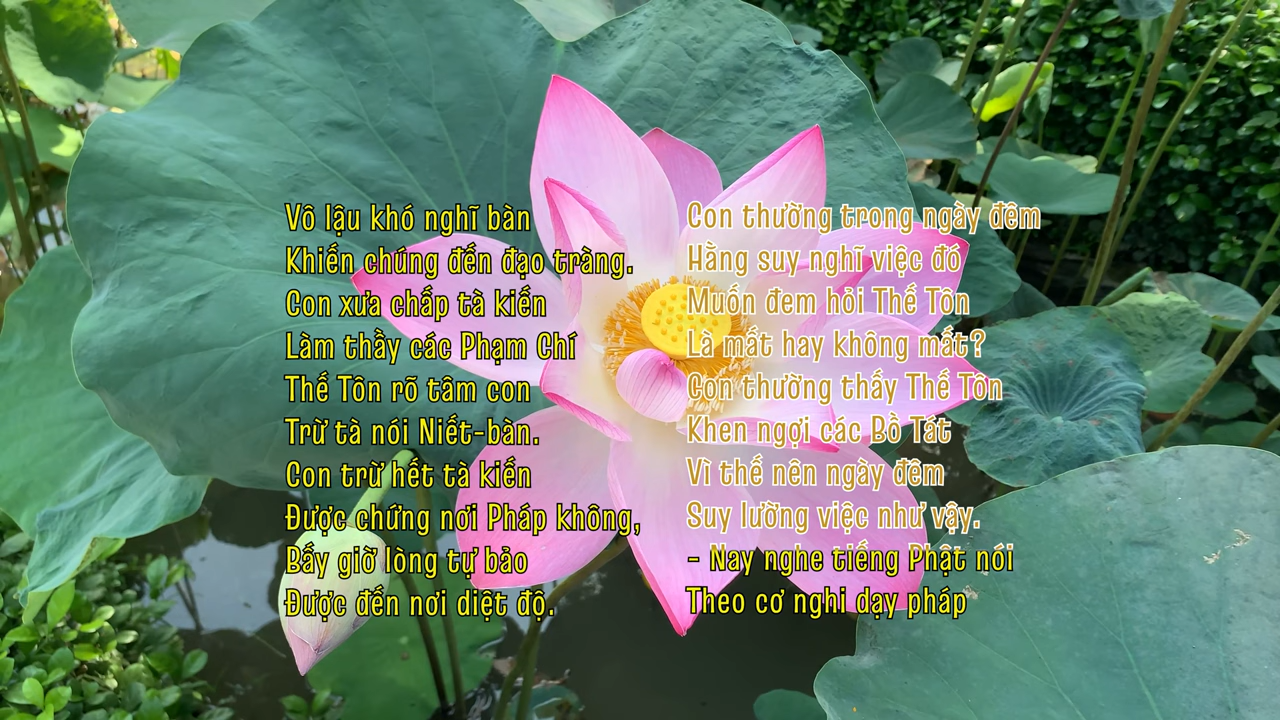 Vô lậu khó nghĩ bàn
Khiến chúng đến đạo tràng.
Con xưa chấp tà kiến
Làm thầy các Phạm Chí
Thế Tôn rõ tâm con
Trừ tà nói Niết-bàn.
Con trừ hết tà kiến
Được chứng nơi Pháp không,
Bấy giờ lòng tự bảo
Được đến nơi diệt độ.
Con thường trong ngày đêm
Hằng suy nghĩ việc đó
Muốn đem hỏi Thế Tôn
Là mất hay không mất?
Con thường thấy Thế Tôn
Khen ngợi các Bồ Tát
Vì thế nên ngày đêm
Suy lường việc như vậy.
- Nay nghe tiếng Phật nói
Theo cơ nghi dạy pháp